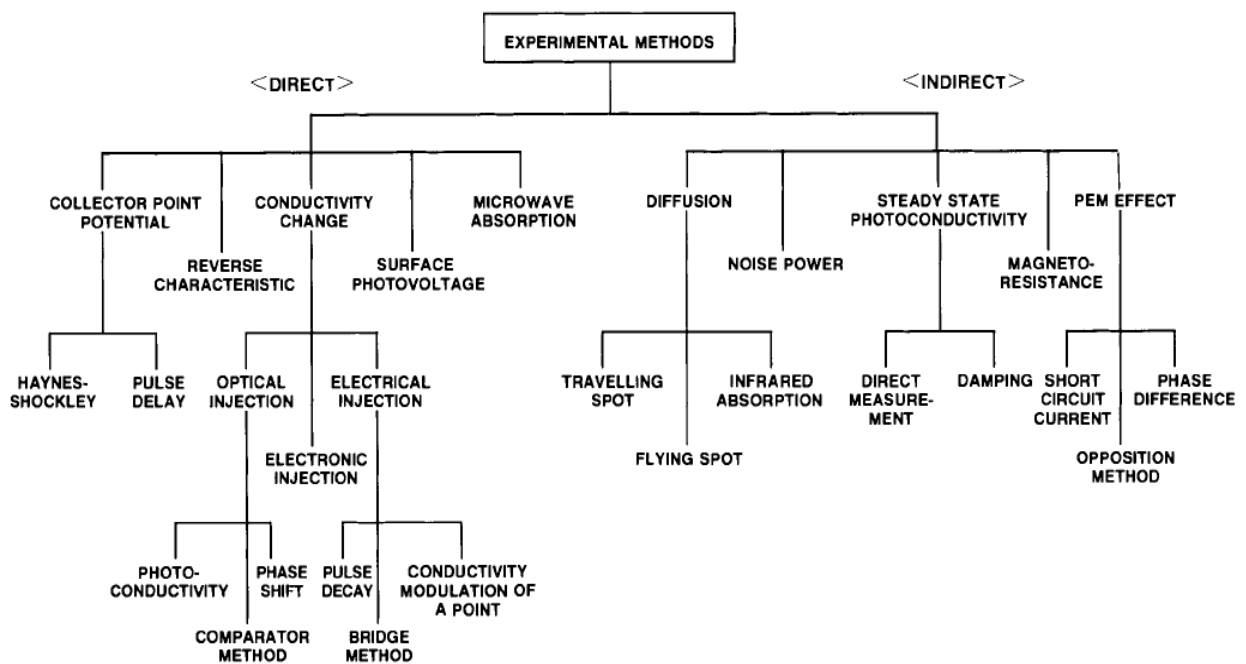 EXPERIMENTAL METHODS
<DIRECT>
<INDIRECT>
COLLECTOR POINT
POTENTIAL
REVERSE
CHARACTERISTIC
CONDUCTIVITY
CHANGE
SURFACE
PHOTOVOLTAGE
MICROWAVE
ABSORPTION
DIFFUSION
NOISE POWER
STEADY STATE
PHOTOCONDUCTIVITY
MAGNETO-
RESISTANCE
PEM EFFECT
HAYNES-
SHOCKLEY
PULSE
DELAY
OPTICAL
INJECTION
ELECTRONIC
INJECTION
ELECTRICAL
INJECTION
TRAVELLING
SPOT
FLYING SPOT
INFRARED
ABSORPTION
DIRECT
MEASURE-
MENT
DAMPING
SHORT
CIRCUIT
CURRENT
OPPOSITION
METHOD
PHASE
DIFFERENCE
PHOTO-
CONDUCTIVITY
COMPARATOR
METHOD
PHASE
SHIFT
PULSE
DECAY
BRIDGE
METHOD
CONDUCTIVITY
MODULATION OF
A POINT